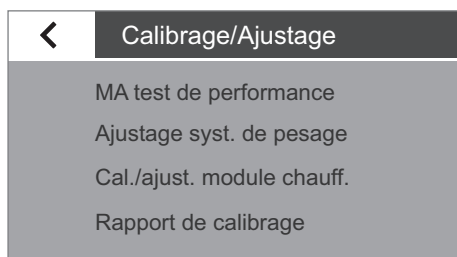 Calibrage/Ajustage
MA test de performance
Ajustage syst. de pesage
Cal./ajust. module chauff.
Rapport de calibrage